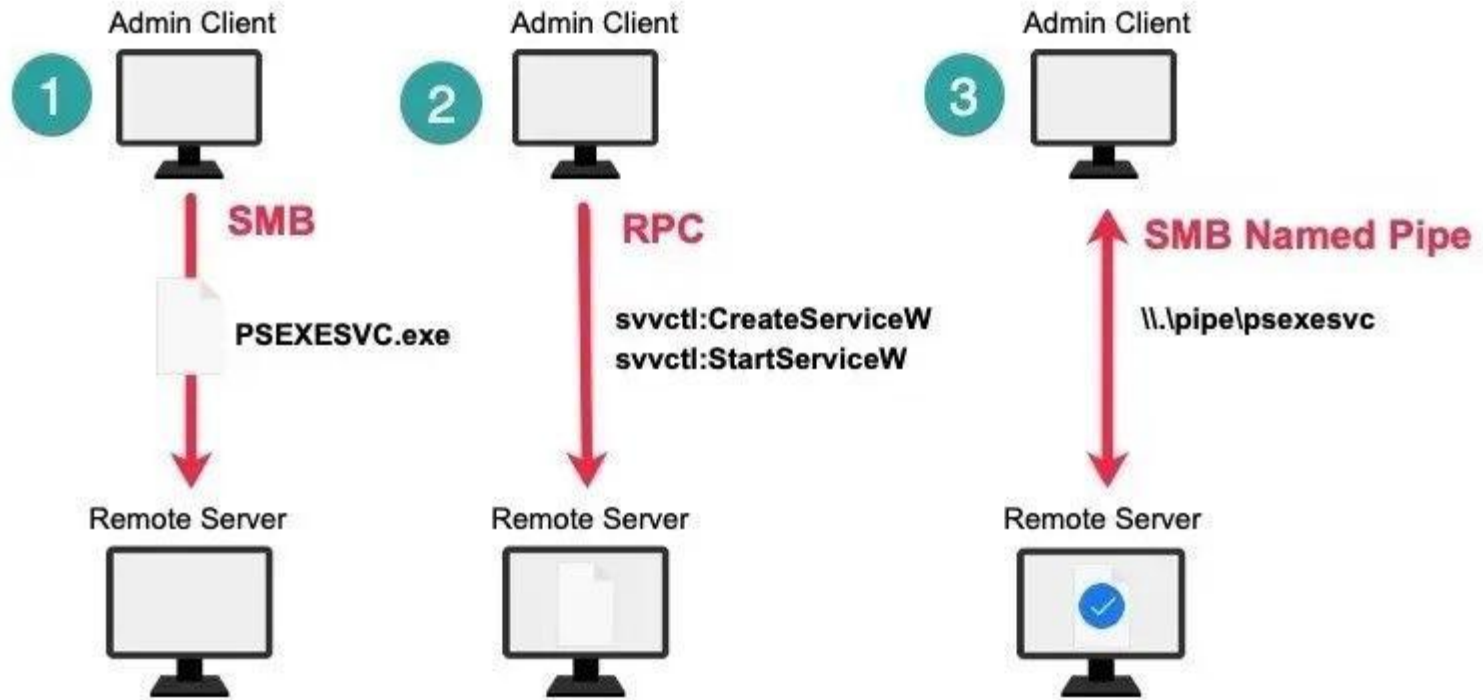 Admin Client
1
SMB
PSEXESVC.exe
Remote Server
Admin Client
2
RPC
svvctl:CreateServiceW
svvctl:StartServiceW
Remote Server
Admin Client
3
SMB Named Pipe
\\.\pipe\psexesvc
Remote Server